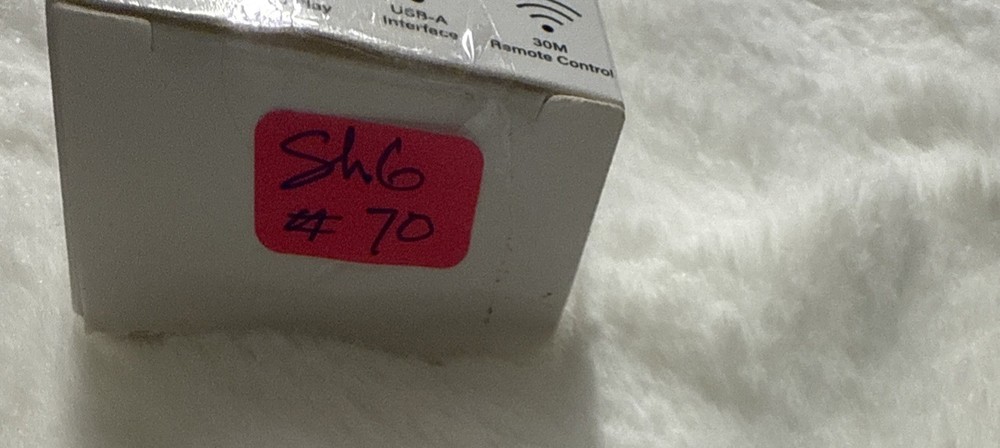 USB-A
Interface
30M
Remote Control
Sh6
# 70